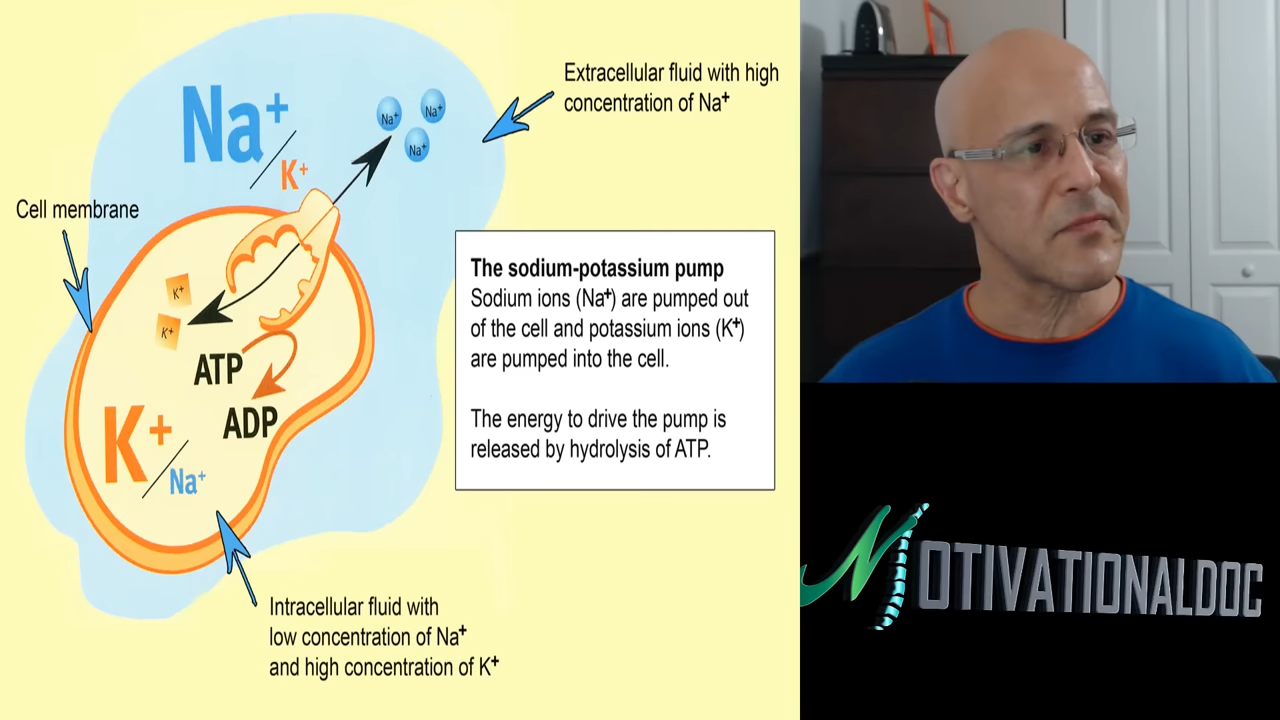 Extracellular fluid with high
concentration of Na+
Na+
K+
Na+
Na+
Na+
Cell membrane
K+
K+
ATP
ADP
K+
Na+
The sodium-potassium pump
Sodium ions (Na+) are pumped out
of the cell and potassium ions (K+)
are pumped into the cell.
The energy to drive the pump is
released by hydrolysis of ATP.
Intracellular fluid with
low concentration of Na+
and high concentration of K+
MOTIVATIONALDOC